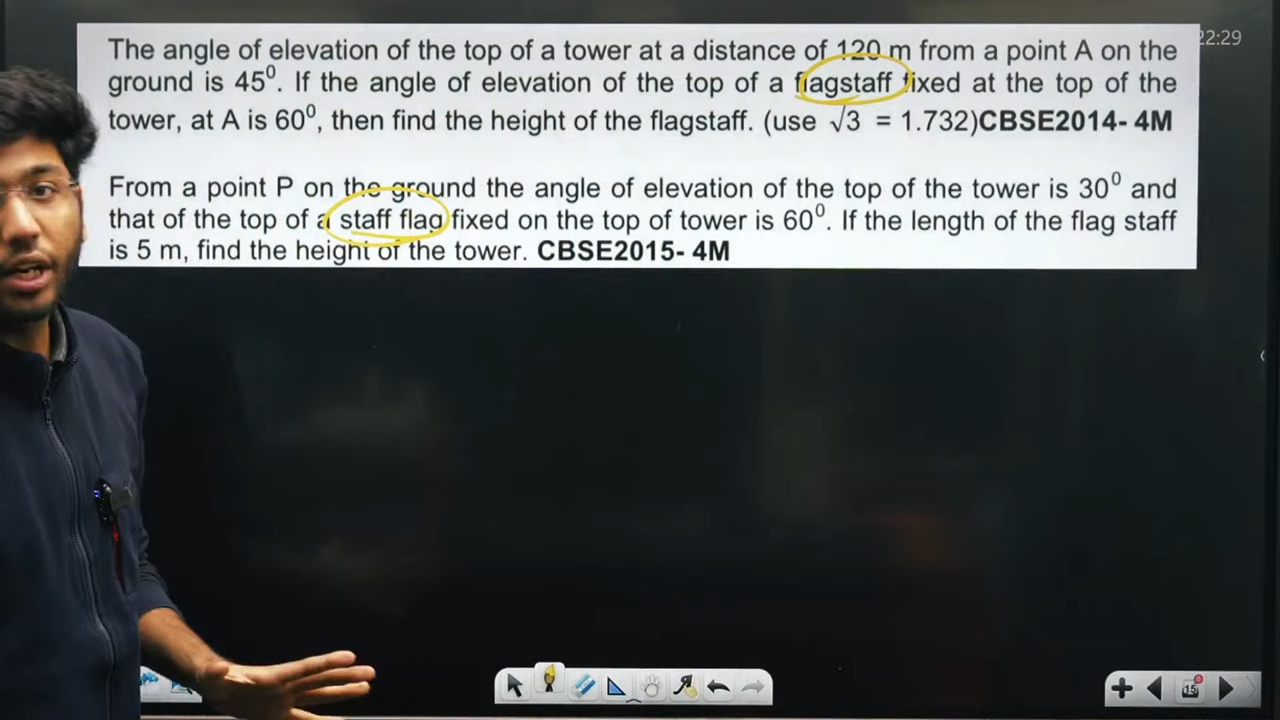 22:29
The angle of elevation of the top of a tower at a distance of 120 m from a point A on the
ground is 45⁰. If the angle of elevation of the top of a flagstaff fixed at the top of the
tower, at A is 60⁰, then find the height of the flagstaff. (use √3 = 1.732)CBSE2014- 4M
From a point P on the ground the angle of elevation of the top of the tower is 30⁰ and
that of the top of a staff flag fixed on the top of tower is 60⁰. If the length of the flag staff
is 5 m, find the height of the tower. CBSE2015- 4M
15